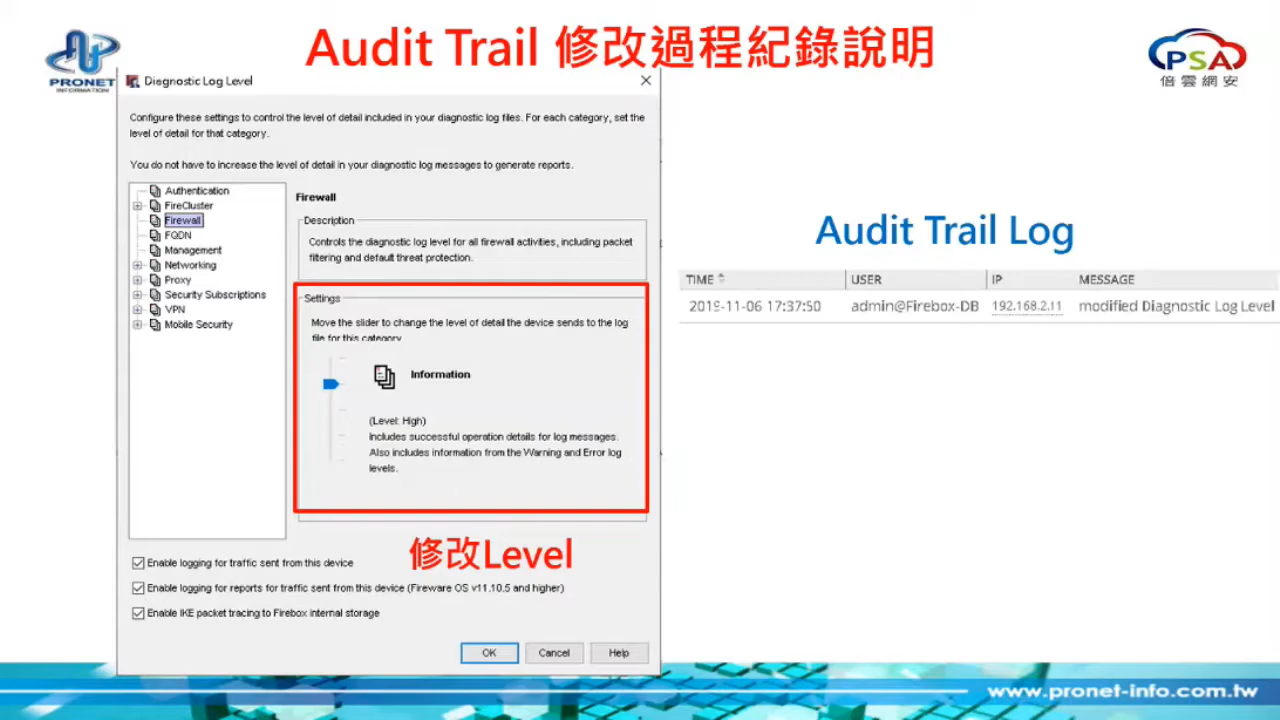 Audit Trail 修改過程紀錄說明
PRONET
INFORMATION
PSA
倍雲網安
Diagnostic Log Level
Configure these settings to control the level of detail included in your diagnostic log files. For each category, set the
level of detail for that category.
You do not have to increase the level of detail in your diagnostic log messages to generate reports.
Authentication
FireCluster
Firewall
FQDN
Management
Networking
Proxy
Security Subscriptions
VPN
Mobile Security
Firewall
Description
Controls the diagnostic log level for all firewall activities, including packet
filtering and default threat protection.
Settings
Move the slider to change the level of detail the device sends to the log
file for this category
Information
(Level: High)
Includes successful operation details for log messages.
Also includes information from the Warning and Error log
levels.
修改Level
Enable logging for traffic sent from this device
Enable logging for reports for traffic sent from this device (Fireware OS v11.10.5 and higher)
Enable IKE packet tracing to Firebox internal storage
OK Cancel Help
Audit Trail Log
TIME USER IP MESSAGE
2019-11-06 17:37:50 admin@Firebox-DB 192.168.2.11 modified Diagnostic Log Level
www.pronet-info.com.tw